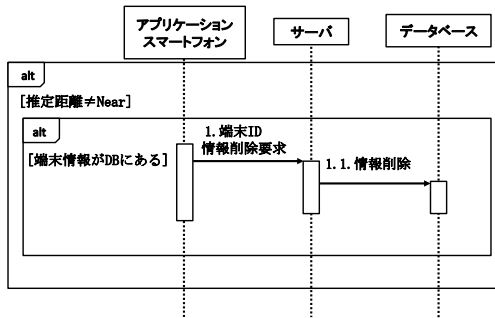 アプリケーション
スマートフォン
サーバ
データベース
alt
[推定距離≠Near]
alt
1.端末ID
情報削除要求
[端末情報がDBにある]
1.1.情報削除